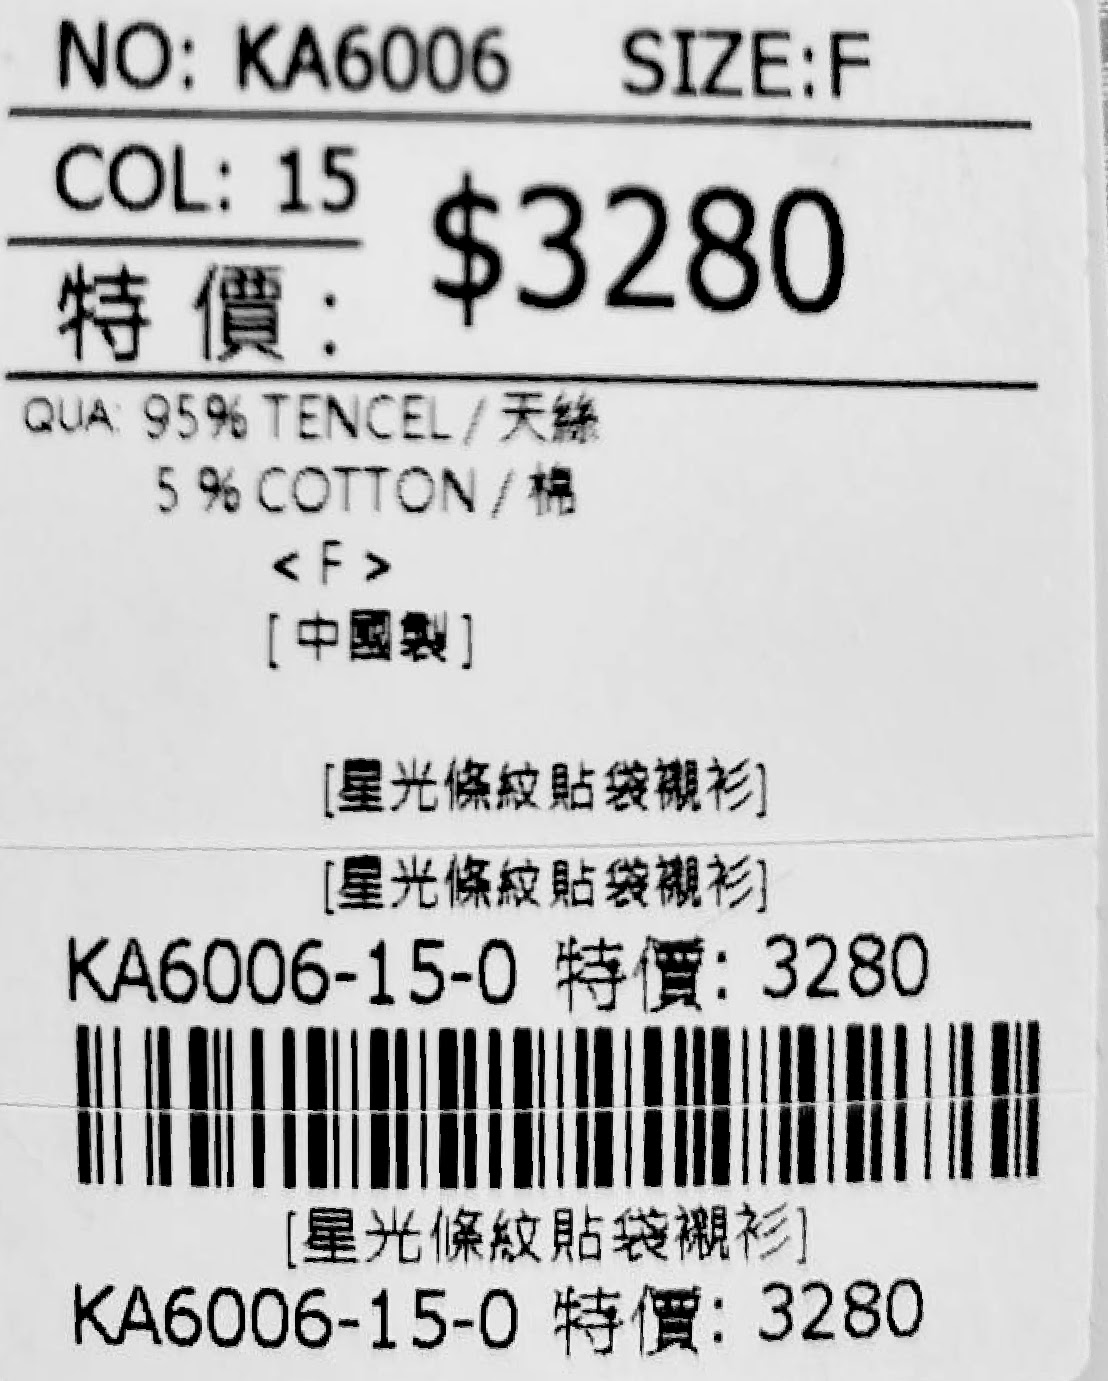 NO: KA6006 SIZE:F
COL: 15
$3280
特 價 :
QUA: 95% TENCEL / 天絲
5 % COTTON / 棉
< F >
[ 中國製 ]
[星光條紋貼袋襯衫]
[星光條紋貼袋襯衫]
KA6006-15-0 特價: 3280
[星光條紋貼袋襯衫]
KA6006-15-0 特價: 3280